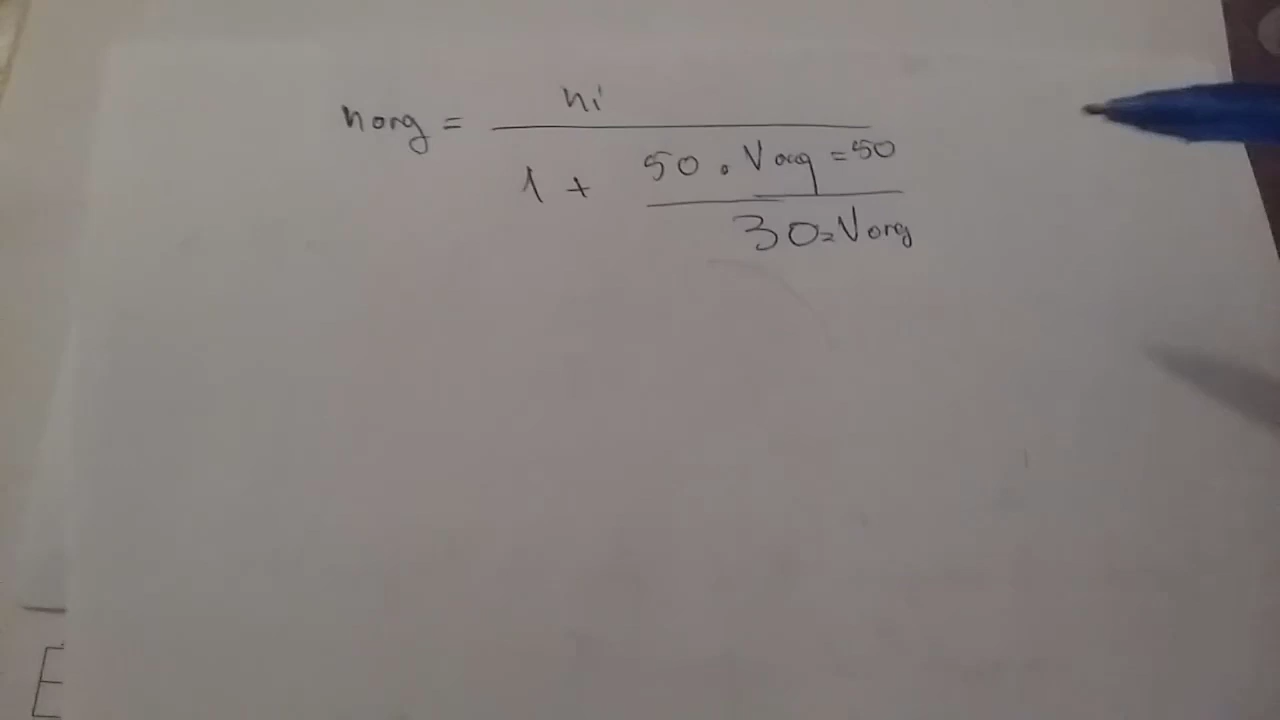 norg = ni
1 + 50 . Vaq = 50
30 = Vorg
E